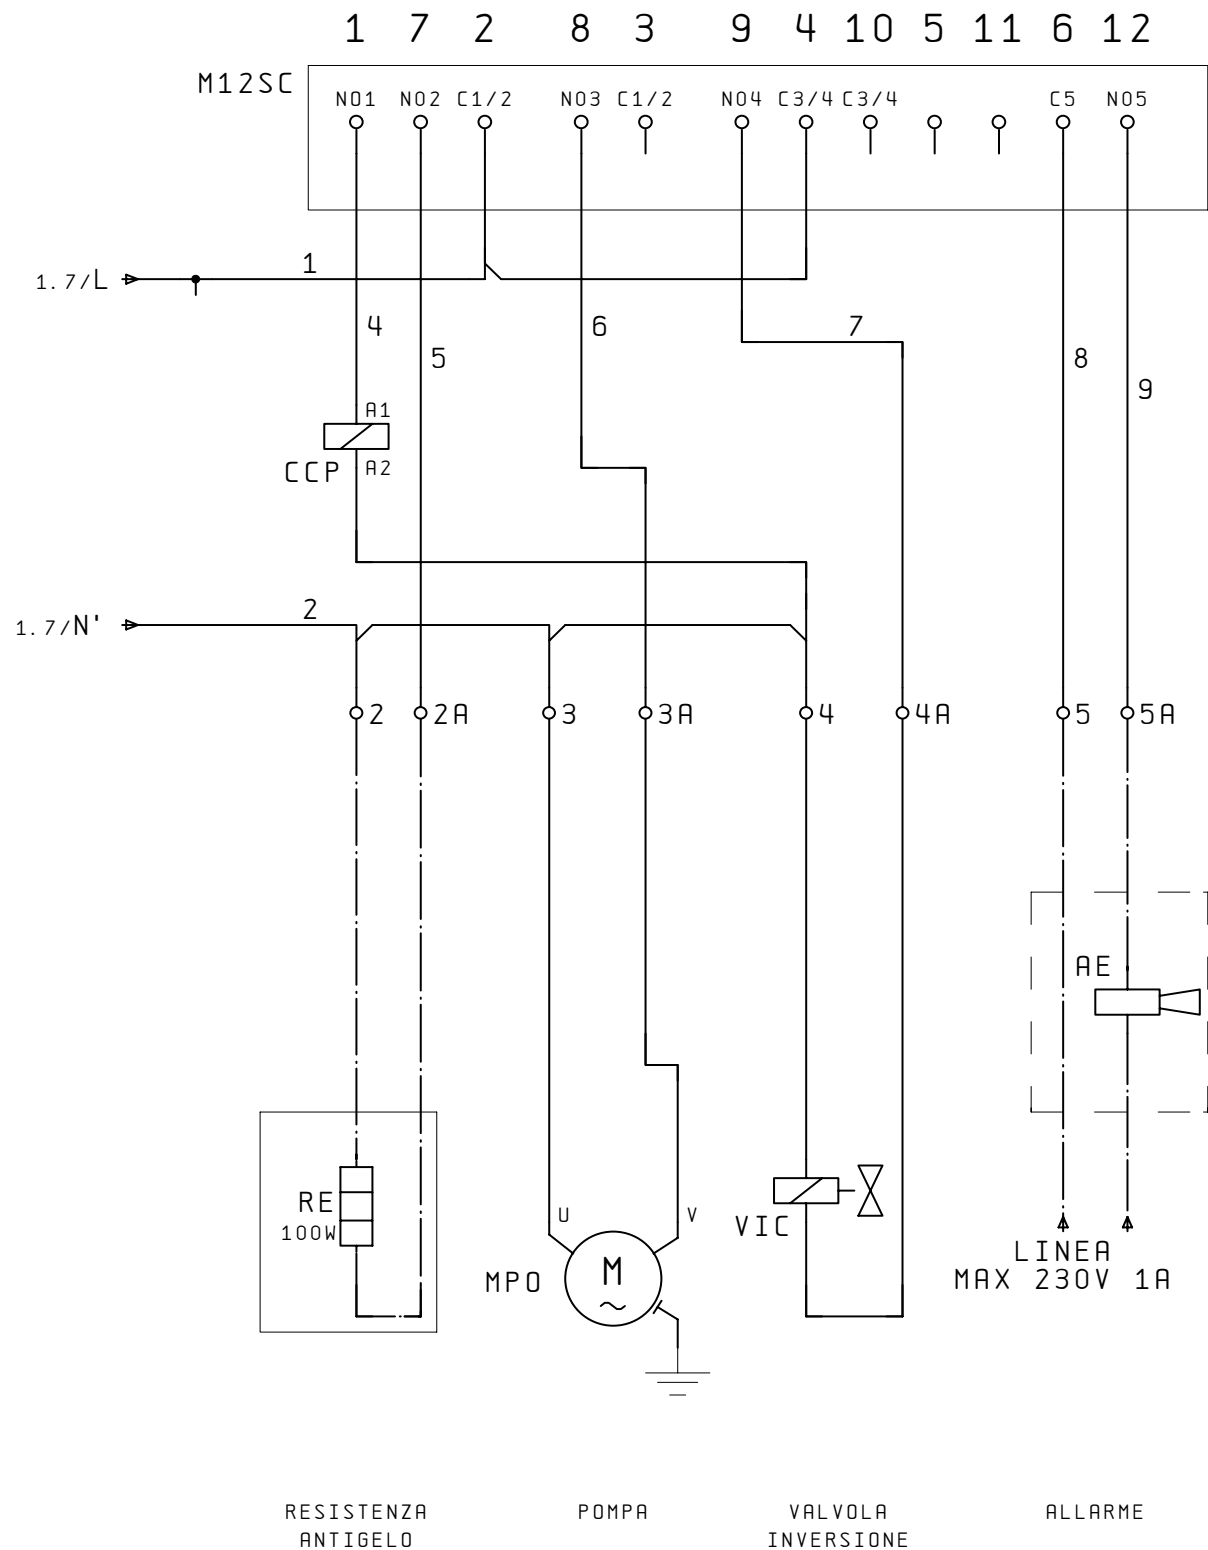 1 7 2 8 3 9 4 10 5 11 6 12
M12SC
NO1 NO2 C1/2 NO3 C1/2 NO4 C3/4 C3/4 C5 NO5
1.7/L
1
4
6
7
5
8
9
A1
CCP
A2
1.7/N'
2
2 2A 3 3A 4 4A 5 5A
AE
RE
100W
U
V
VIC
MPO
M
~
LINEA
MAX 230V 1A
RESISTENZA
ANTIGELO
POMPA
VALVOLA
INVERSIONE
ALLARME